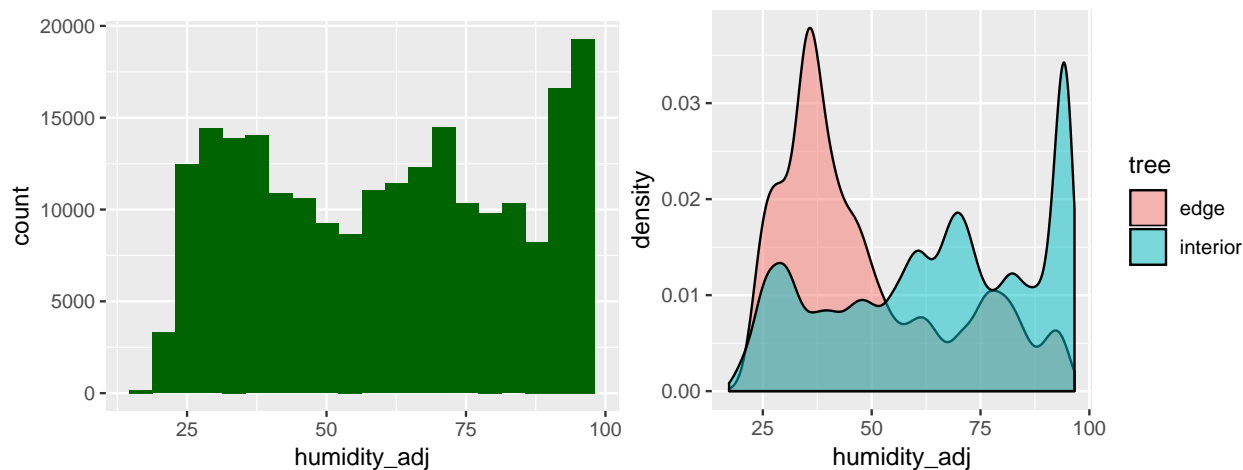 20000
15000
10000
5000
0
count
25 50 75 100
humidity_adj
0.03
0.02
0.01
0.00
density
25 50 75 100
humidity_adj
tree
edge
interior